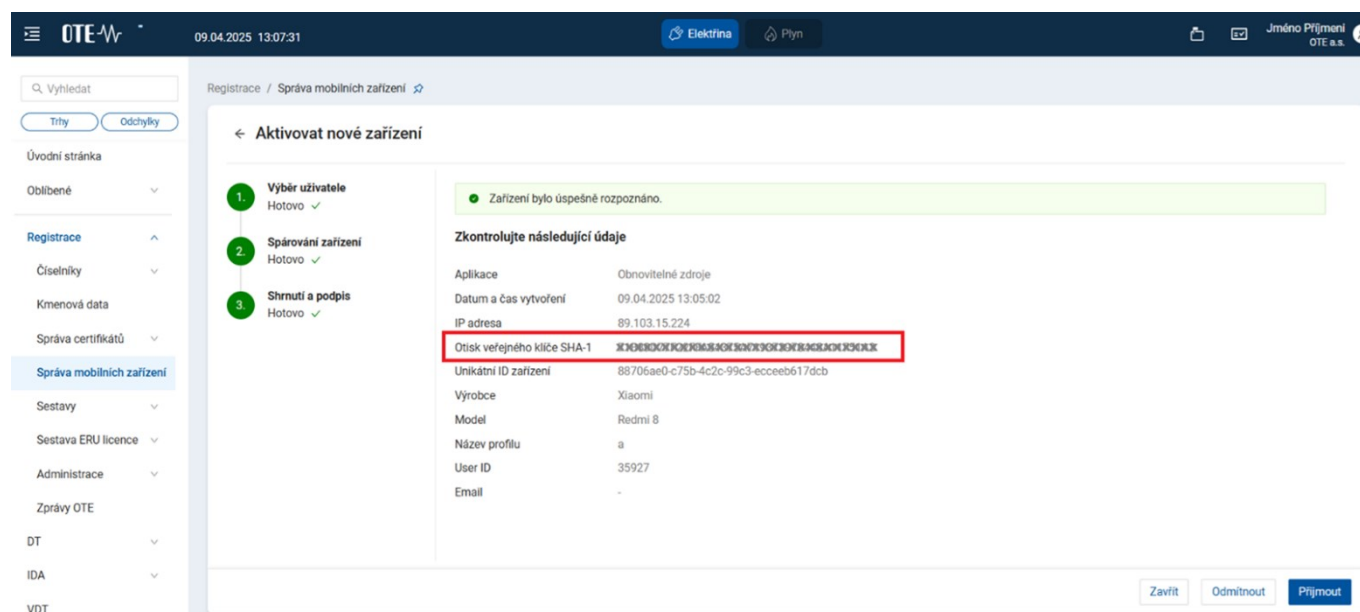 OTE
09.04.2025 13:07:31
Elektřina
Plyn
Jméno Příjmení
OTE a.s.
Vyhledat
Trhy
Odchylky
Úvodní stránka
Oblíbené
Registrace
Číselníky
Kmenová data
Správa certifikátů
Správa mobilních zařízení
Sestavy
Sestava ERU licence
Administrace
Zprávy OTE
DT
IDA
VDT
Registrace / Správa mobilních zařízení
← Aktivovat nové zařízení
1. Výběr uživatele
Hotovo
2. Spárování zařízení
Hotovo
3. Shrnutí a podpis
Hotovo
Zařízení bylo úspešně rozpoznáno.
Zkontrolujte následující údaje
Aplikace Obnovitelné zdroje
Datum a čas vytvoření 09.04.2025 13:05:02
IP adresa 89.103.15.224
Otisk veřejného klíče SHA-1
Unikátní ID zařízení 88706ae0-c75b-4c2c-99c3-ecceeb617dcb
Výrobce Xiaomi
Model Redmi 8
Název profilu a
User ID 35927
Email -
Zavřít
Odmítnout
Přijmout